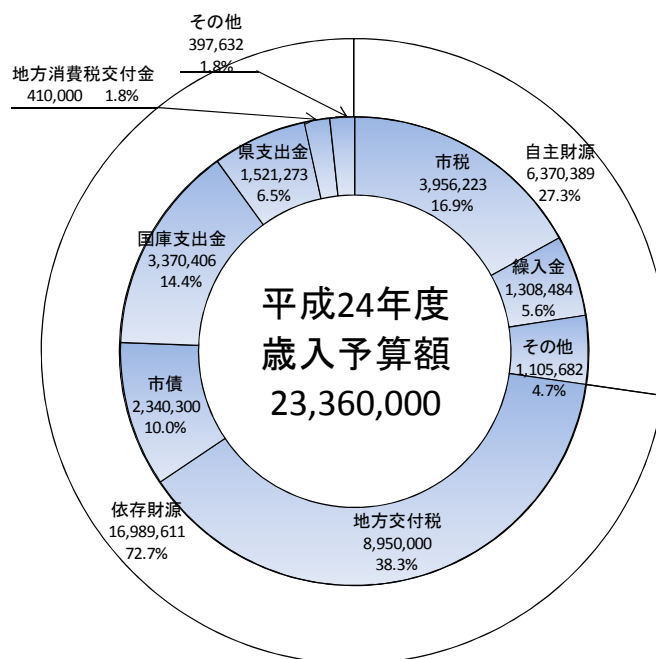 その他
397,632
1.8%
地方消費税交付金
410,000 1.8%
県支出金
1,521,273
6.5%
市税
3,956,223
16.9%
自主財源
6,370,389
27.3%
国庫支出金
3,370,406
14.4%
繰入金
1,308,484
5.6%
平成24年度
歳入予算額
23,360,000
その他
1,105,682
4.7%
市債
2,340,300
10.0%
依存財源
16,989,611
72.7%
地方交付税
8,950,000
38.3%